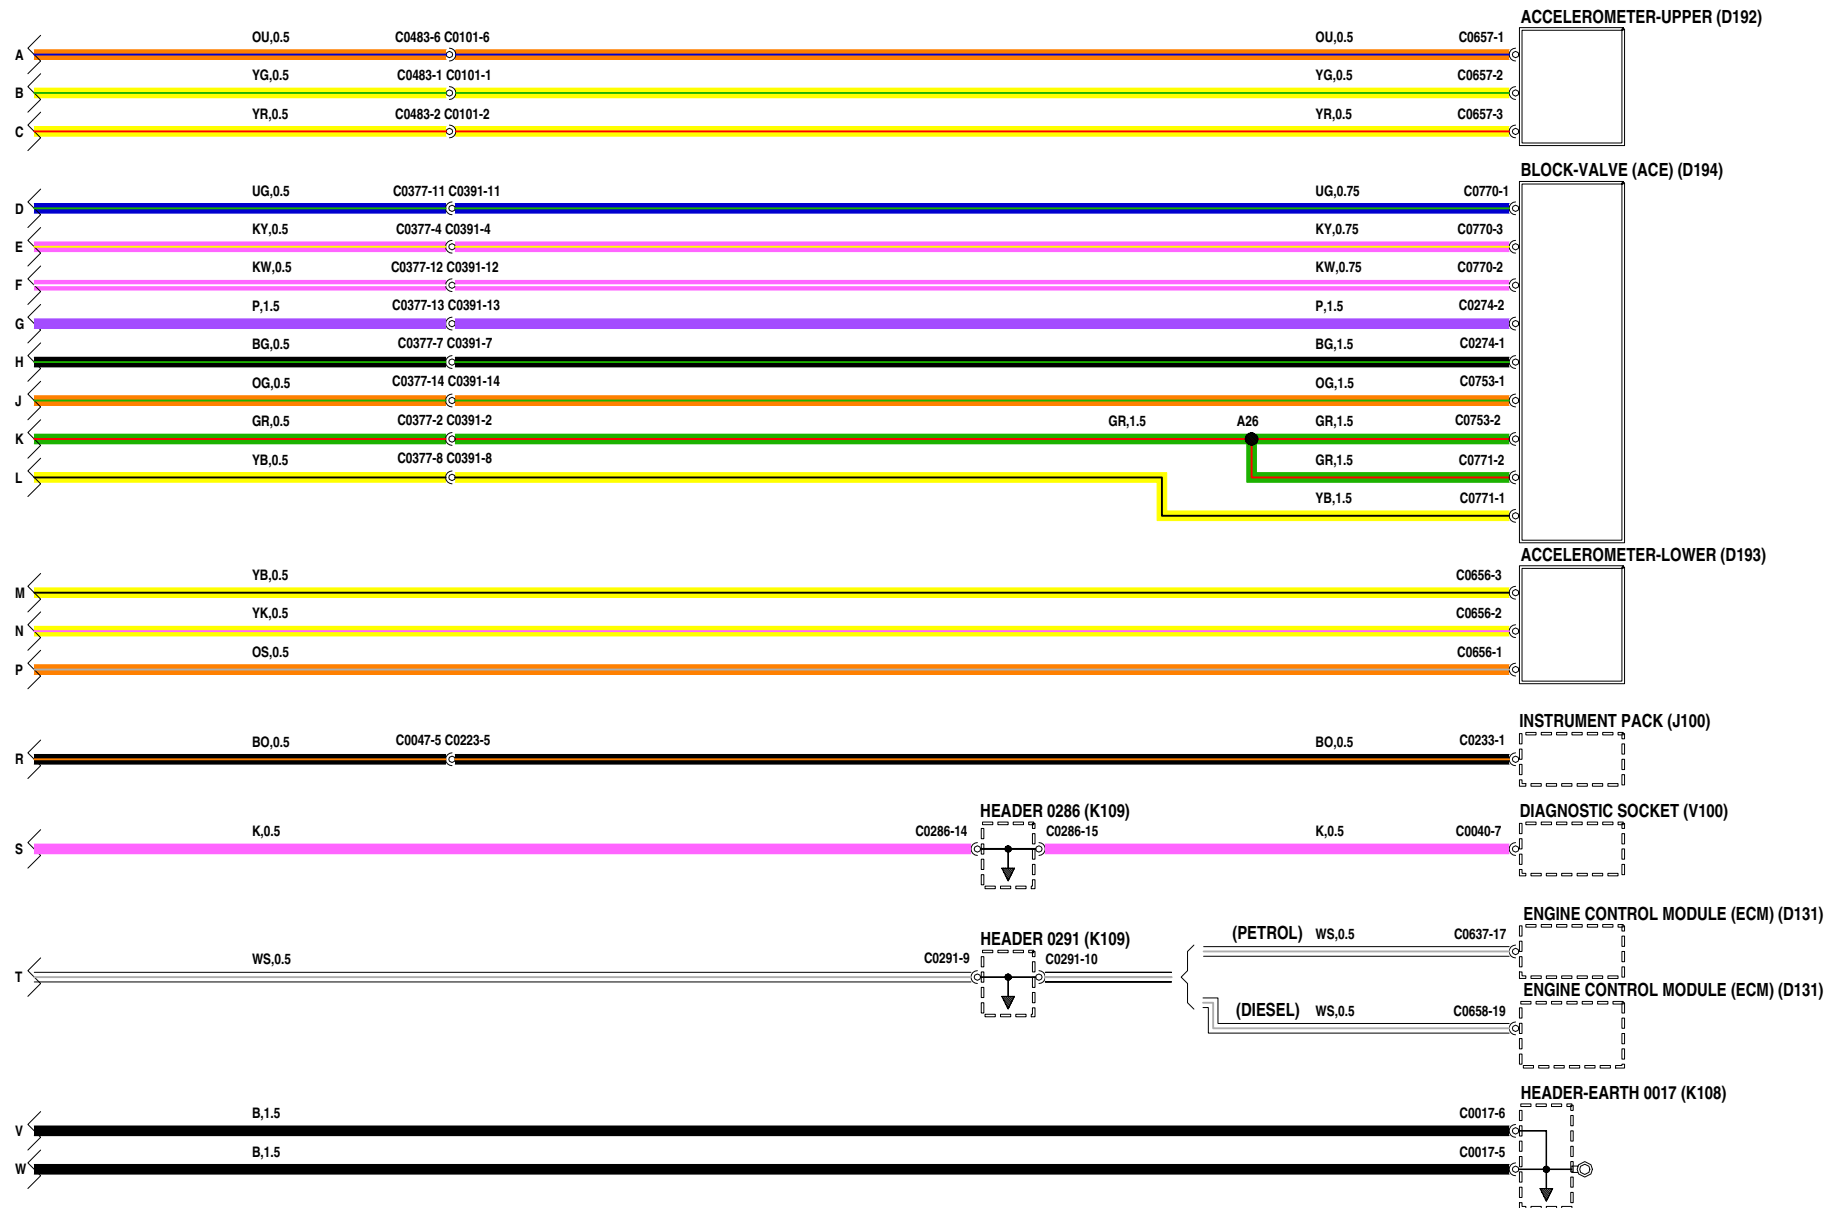 ACCELEROMETER-UPPER (D192)
A OU,0.5 C0483-6 C0101-6 OU,0.5 C0657-1
B YG,0.5 C0483-1 C0101-1 YG,0.5 C0657-2
C YR,0.5 C0483-2 C0101-2 YR,0.5 C0657-3
BLOCK-VALVE (ACE) (D194)
D UG,0.5 C0377-11 C0391-11 UG,0.75 C0770-1
E KY,0.5 C0377-4 C0391-4 KY,0.75 C0770-3
F KW,0.5 C0377-12 C0391-12 KW,0.75 C0770-2
G P,1.5 C0377-13 C0391-13 P,1.5 C0274-2
H BG,0.5 C0377-7 C0391-7 BG,1.5 C0274-1
J OG,0.5 C0377-14 C0391-14 OG,1.5 C0753-1
K GR,0.5 C0377-2 C0391-2 GR,1.5 A26 GR,1.5 C0753-2
L YB,0.5 C0377-8 C0391-8 GR,1.5 C0771-2
YB,1.5 C0771-1
ACCELEROMETER-LOWER (D193)
M YB,0.5 C0656-3
N YK,0.5 C0656-2
P OS,0.5 C0656-1
INSTRUMENT PACK (J100)
R BO,0.5 C0047-5 C0223-5 BO,0.5 C0233-1
HEADER 0286 (K109) DIAGNOSTIC SOCKET (V100)
S K,0.5 C0286-14 C0286-15 K,0.5 C0040-7
ENGINE CONTROL MODULE (ECM) (D131)
(PETROL) WS,0.5 C0637-17
HEADER 0291 (K109)
T WS,0.5 C0291-9 C0291-10
ENGINE CONTROL MODULE (ECM) (D131)
(DIESEL) WS,0.5 C0658-19
HEADER-EARTH 0017 (K108)
V B,1.5 C0017-6
W B,1.5 C0017-5